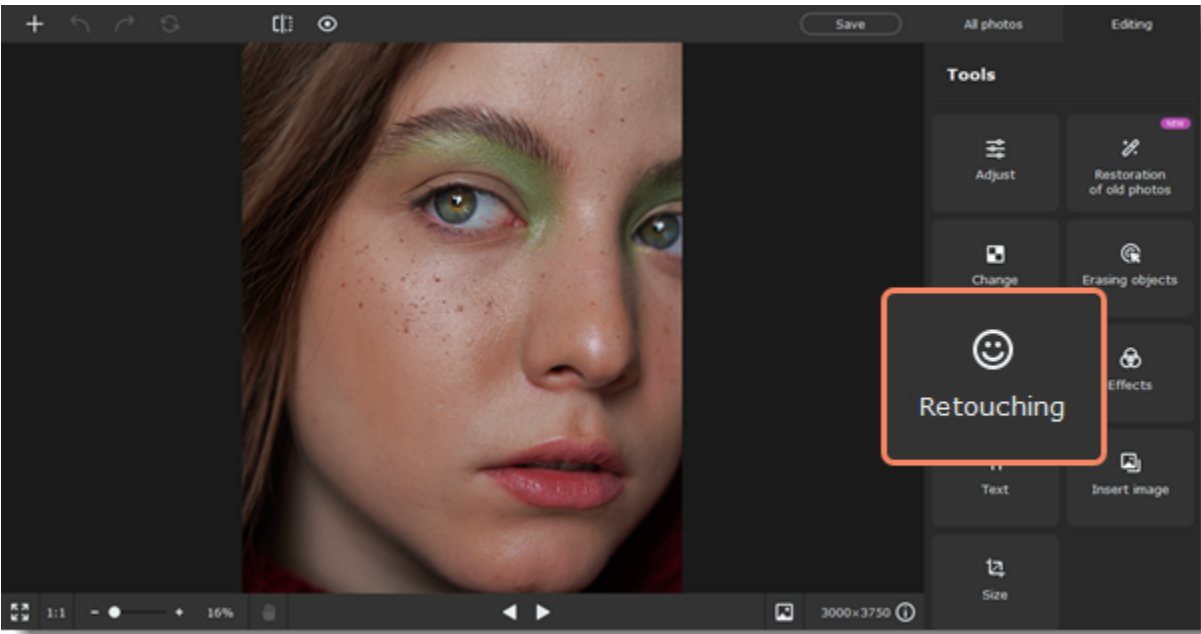 Save
All photos
Editing
Tools
NEW
Adjust
Restoration
of old photos
Change
Erasing objects
Retouching
Effects
Text
Insert image
Size
1:1
16%
3000×3750